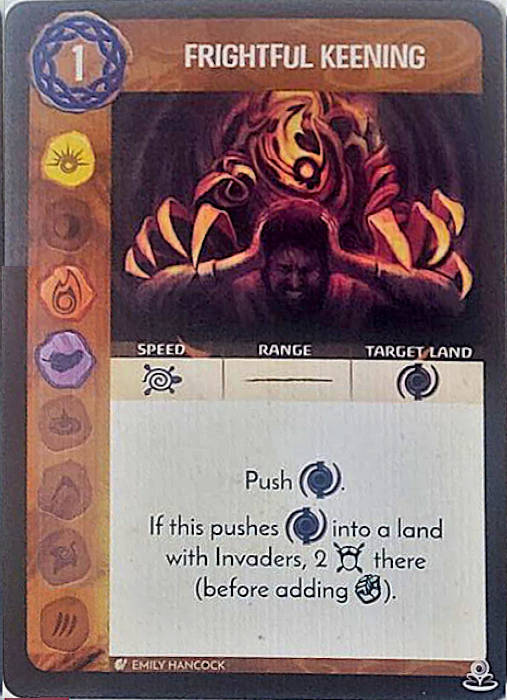 1
FRIGHTFUL KEENING
SPEED RANGE TARGET LAND
Push .
If this pushes into a land
with Invaders, 2 there
(before adding ).
EMILY HANCOCK